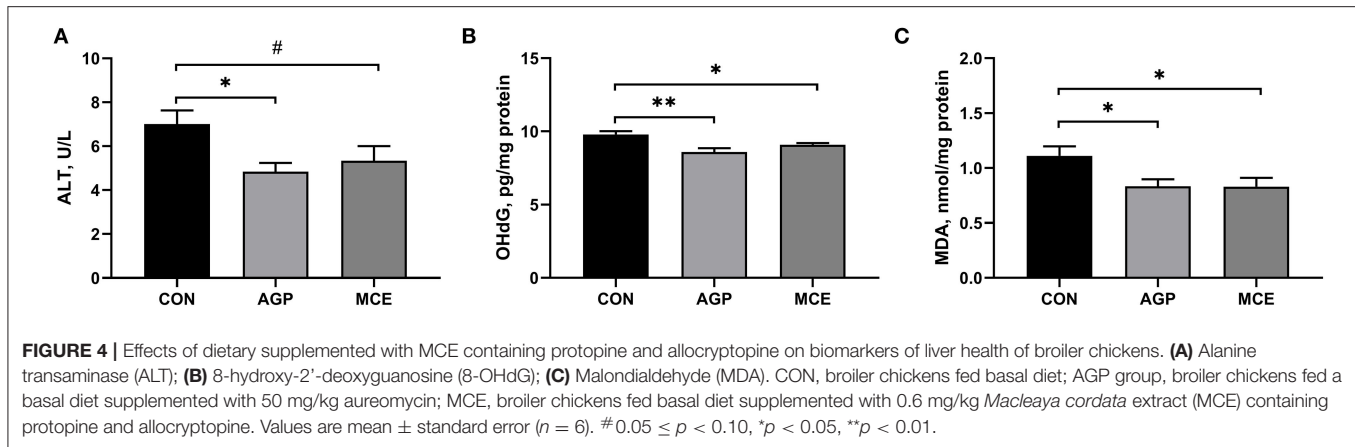 A
ALT, U/L
10
8
6
4
2
0
#
*
CON AGP MCE
B
OHdG, pg/mg protein
15
10
5
0
*
**
CON AGP MCE
C
MDA, nmol/mg protein
2.0
1.5
1.0
0.5
0.0
*
*
CON AGP MCE
FIGURE 4 | Effects of dietary supplemented with MCE containing protopine and allocryptopine on biomarkers of liver health of broiler chickens. (A) Alanine
transaminase (ALT); (B) 8-hydroxy-2’-deoxyguanosine (8-OHdG); (C) Malondialdehyde (MDA). CON, broiler chickens fed basal diet; AGP group, broiler chickens fed a
basal diet supplemented with 50 mg/kg aureomycin; MCE, broiler chickens fed basal diet supplemented with 0.6 mg/kg Macleaya cordata extract (MCE) containing
protopine and allocryptopine. Values are mean ± standard error (n = 6). #0.05 ≤ p < 0.10, *p < 0.05, **p < 0.01.